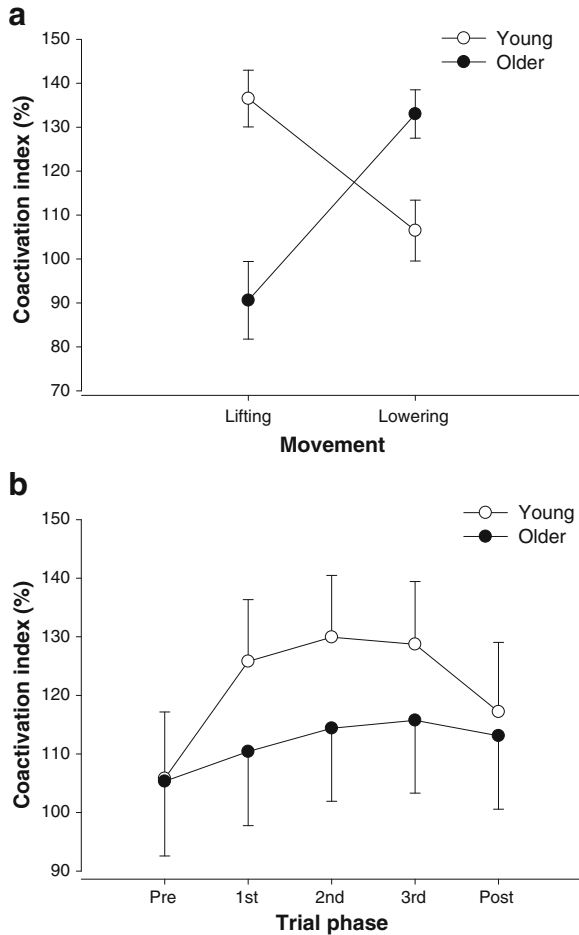 a
150
140
130
120
110
100
90
80
70
Coactivation index (%)
Young
Older
Lifting
Lowering
Movement
b
150
140
130
120
110
100
90
Coactivation index (%)
Young
Older
Pre
1st
2nd
3rd
Post
Trial phase